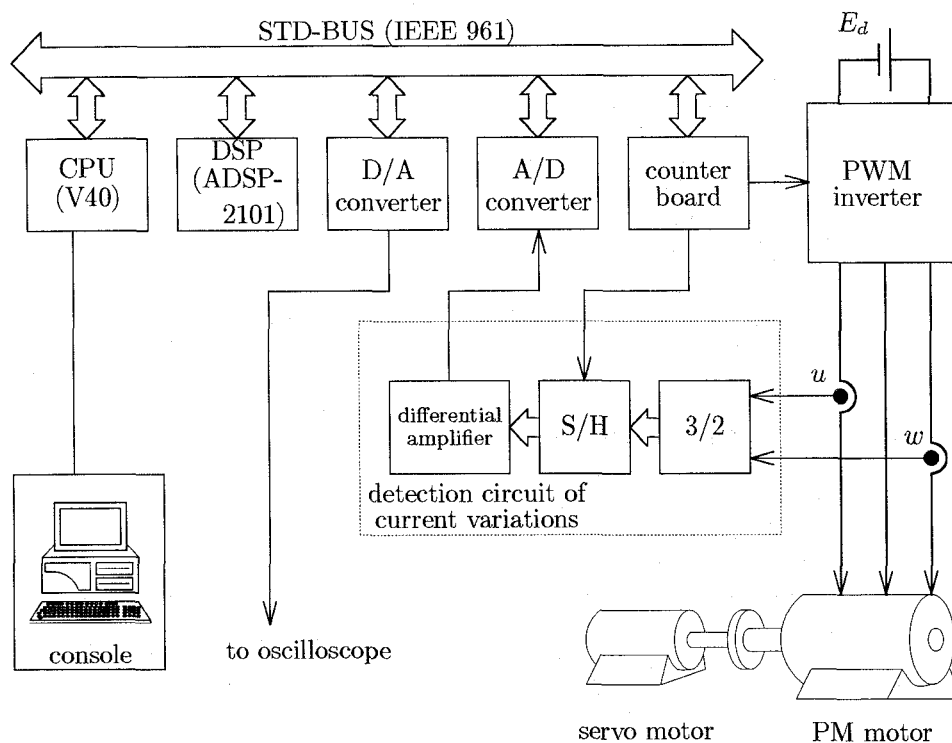 STD-BUS (IEEE 961)
E_d
CPU
(V40)
DSP
(ADSP-
2101)
D/A
converter
A/D
converter
counter
board
PWM
inverter
differential
amplifier
S/H
3/2
u
w
detection circuit of
current variations
console
to oscilloscope
servo motor
PM motor